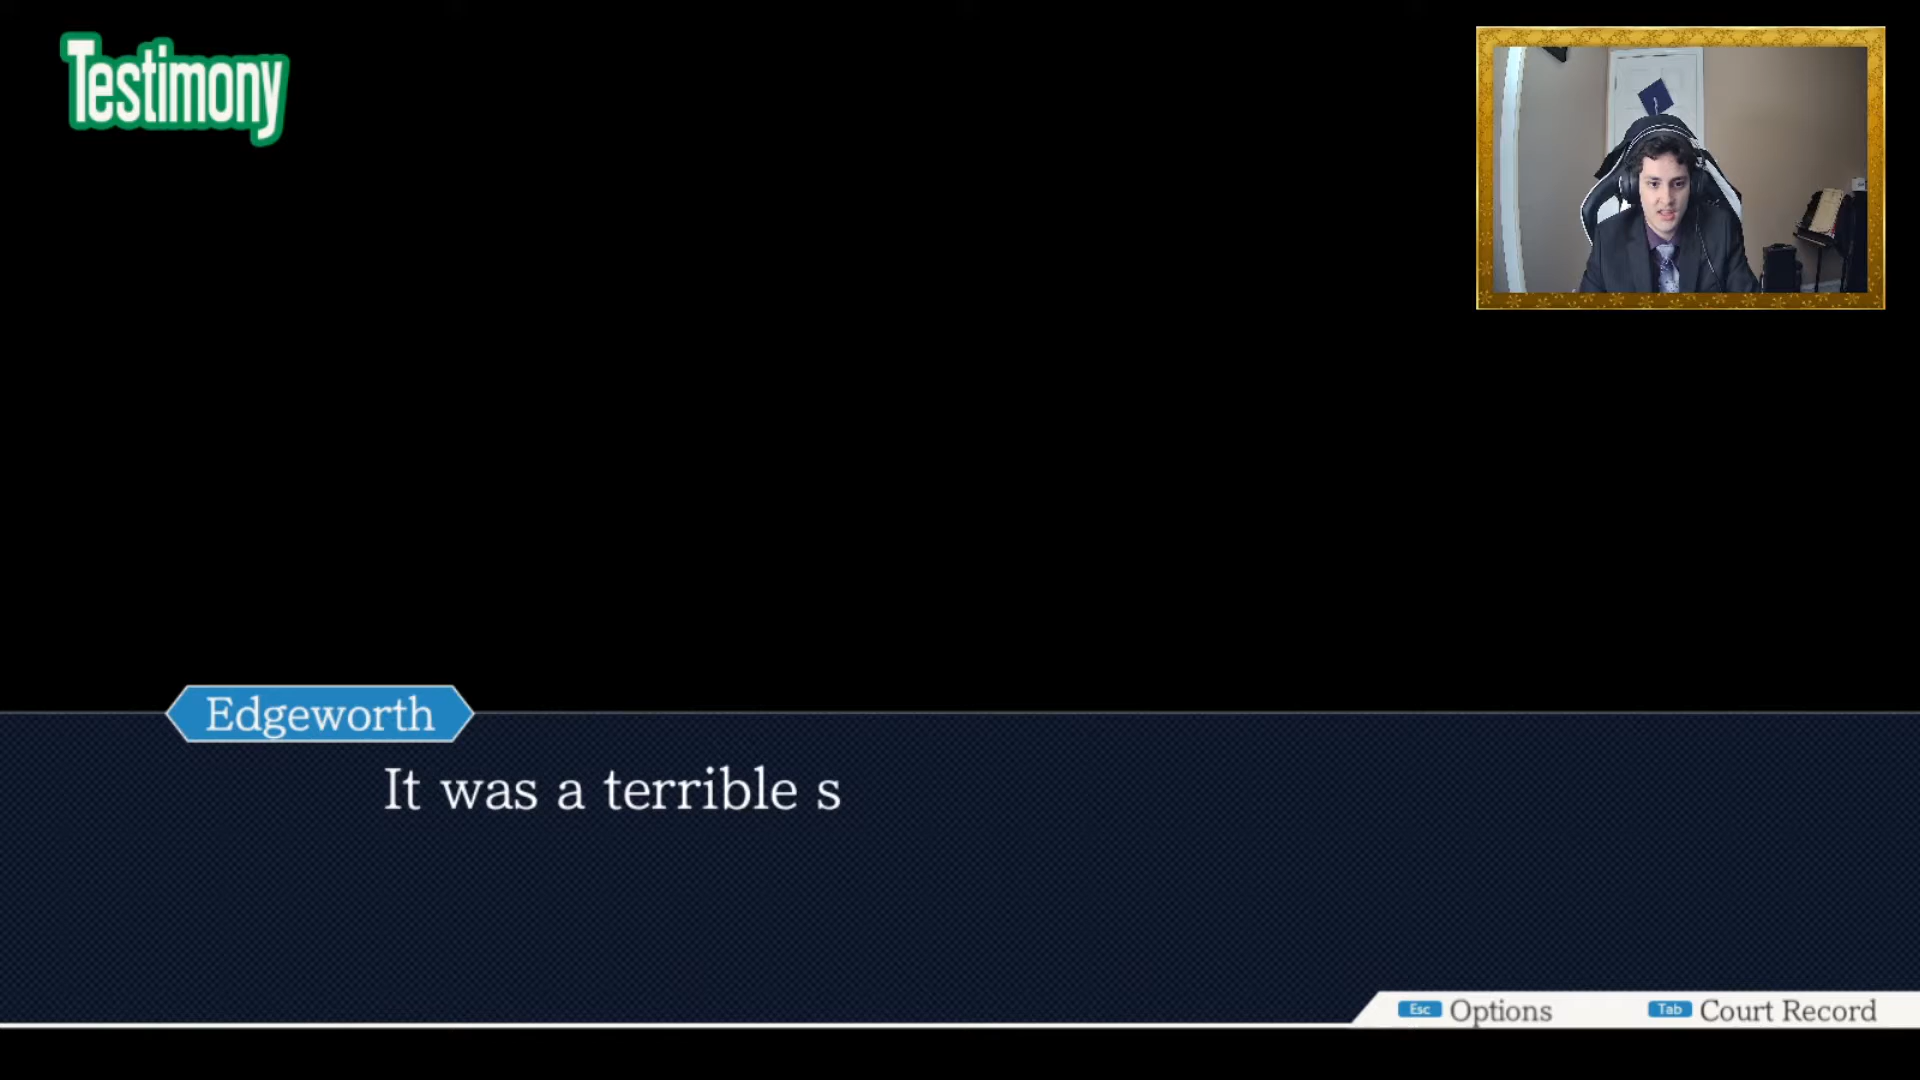 Testimony
Edgeworth
It was a terrible s
Esc Options
Tab Court Record